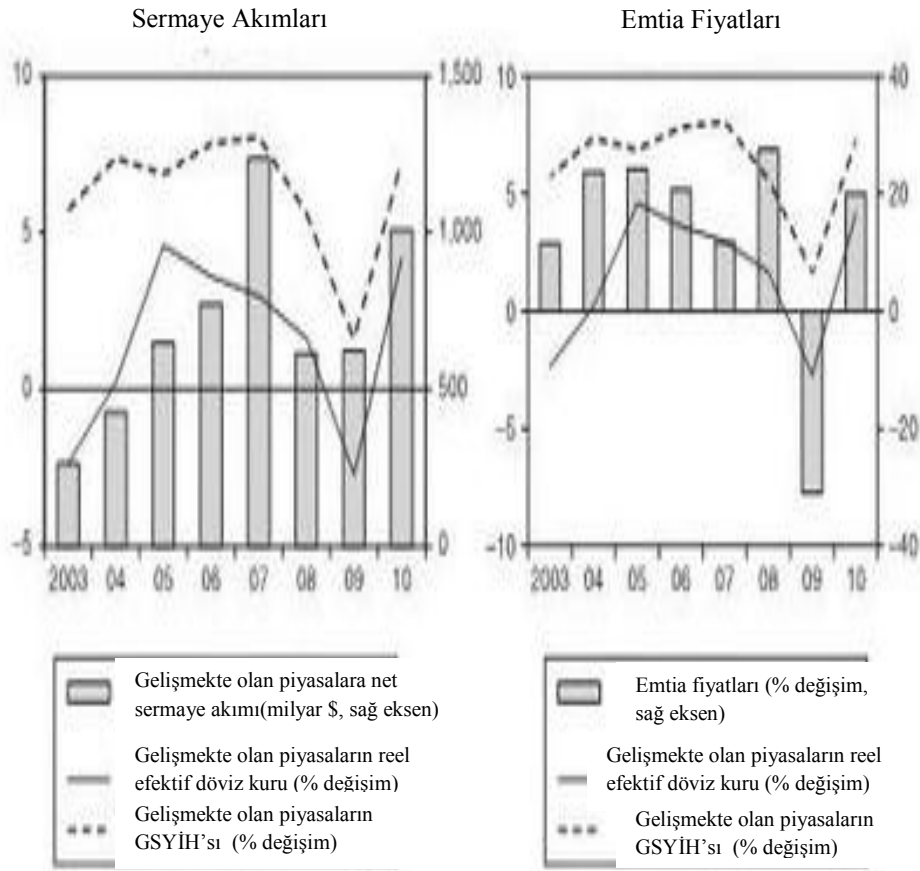 Sermaye Akımları
10
5
0
-5
1,500
1,000
500
0
2003 04 05 06 07 08 09 10
Gelişmekte olan piyasalara net
sermaye akımı(milyar $, sağ eksen)
Gelişmekte olan piyasaların reel
efektif döviz kuru (% değişim)
Gelişmekte olan piyasaların
GSYİH’sı (% değişim)
Emtia Fiyatları
10
5
0
-5
-10
40
20
0
-20
-40
2003 04 05 06 07 08 09 10
Emtia fiyatları (% değişim,
sağ eksen)
Gelişmekte olan piyasaların reel
efektif döviz kuru (% değişim)
Gelişmekte olan piyasaların
GSYİH’sı (% değişim)